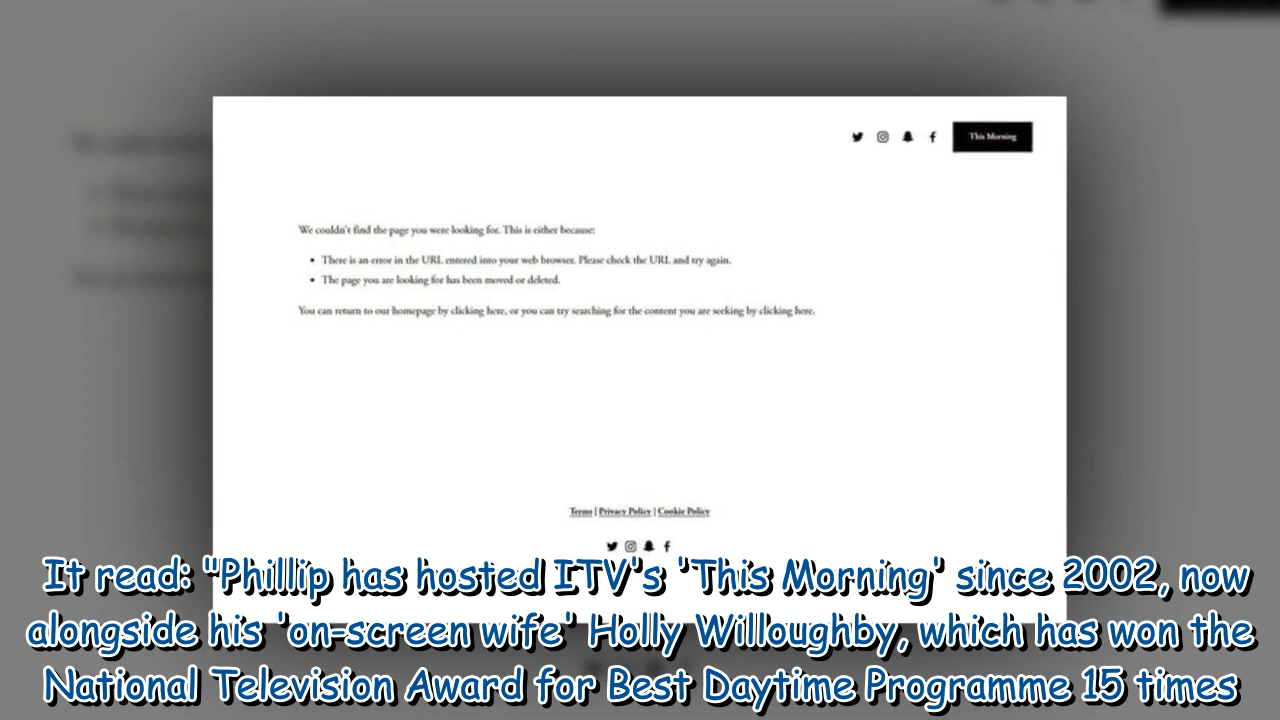 This Morning
We couldn't find the page you were looking for. This is either because:
• There is an error in the URL entered into your web browser. Please check the URL and try again.
• The page you are looking for has been moved or deleted.
You can return to our homepage by clicking here, or you can try searching for the content you are seeking by clicking here.
Terms | Privacy Policy | Cookie Policy
It read: "Phillip has hosted ITV's 'This Morning' since 2002, now
alongside his 'on-screen wife' Holly Willoughby, which has won the
National Television Award for Best Daytime Programme 15 times